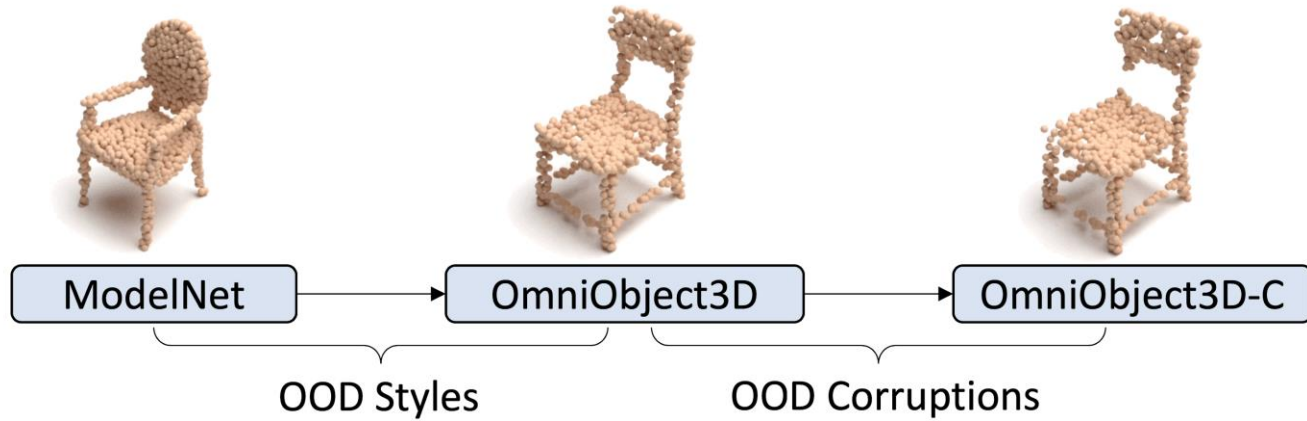 ModelNet
OmniObject3D
OmniObject3D-C
OOD Styles
OOD Corruptions